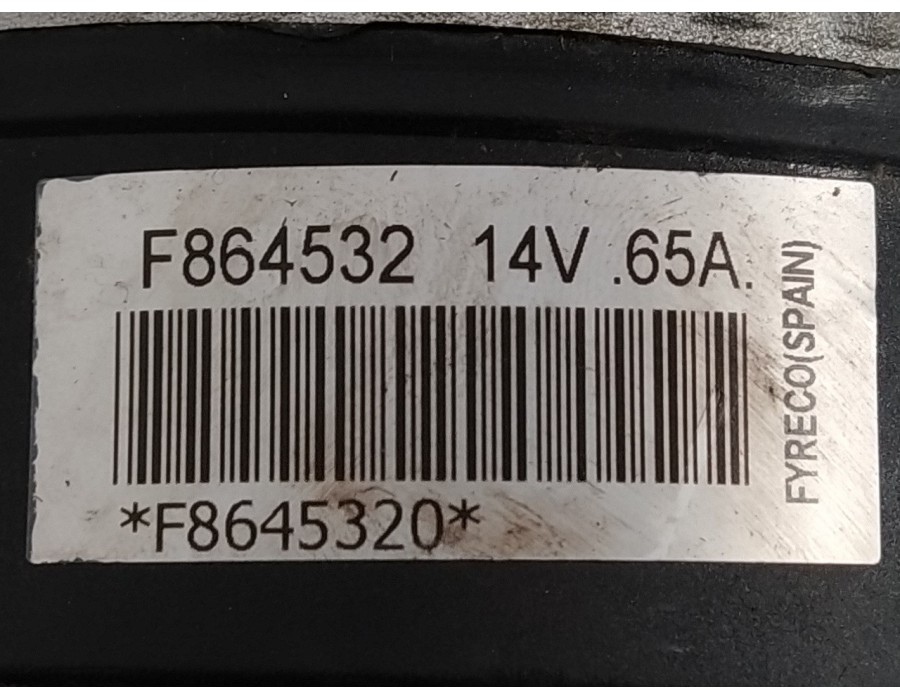 F864532 14V .65A.
*F8645320*
FYRECO(SPAIN)